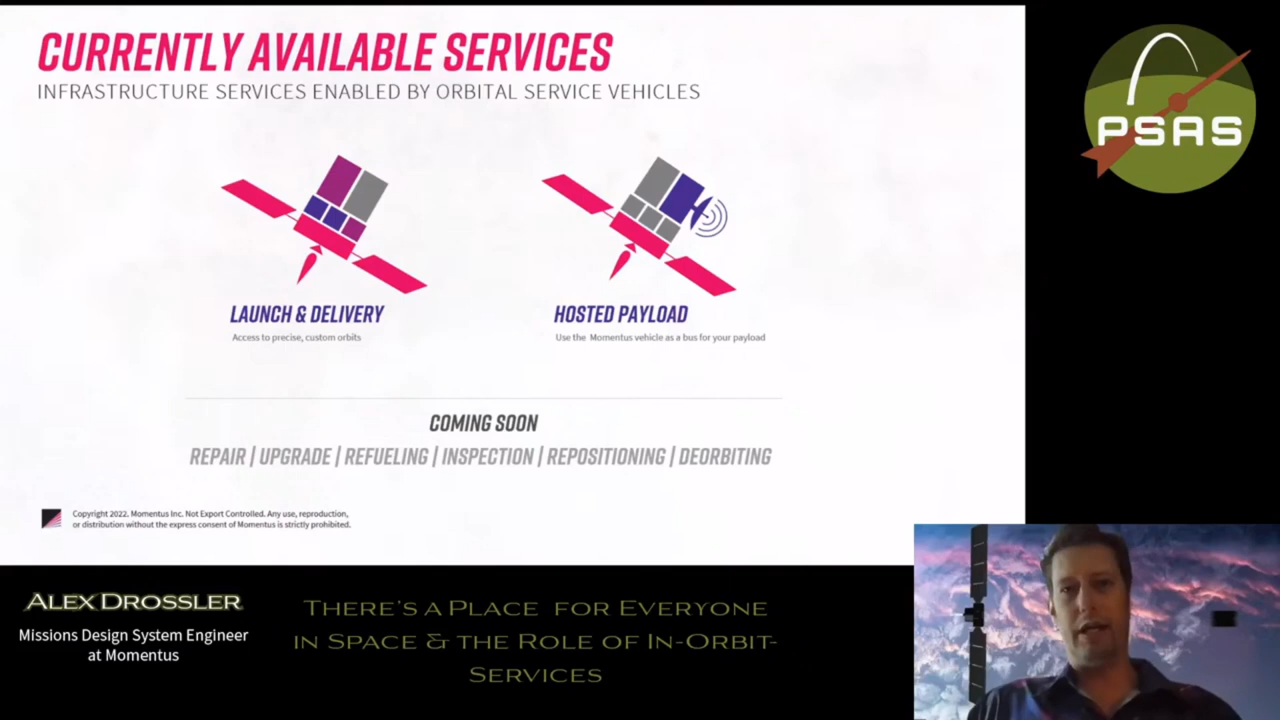 CURRENTLY AVAILABLE SERVICES
INFRASTRUCTURE SERVICES ENABLED BY ORBITAL SERVICE VEHICLES
PSAS
LAUNCH & DELIVERY
Access to precise, custom orbits
HOSTED PAYLOAD
Use the Momentus vehicle as a bus for your payload
COMING SOON
REPAIR | UPGRADE | REFUELING | INSPECTION | REPOSITIONING | DEORBITING
Copyright 2022. Momentus Inc. Not Export Controlled. Any use, reproduction,
or distribution without the express consent of Momentus is strictly prohibited.
ALEX DROSSLER
Missions Design System Engineer
at Momentus
THERE'S A PLACE FOR EVERYONE
IN SPACE & THE ROLE OF IN-ORBIT-
SERVICES